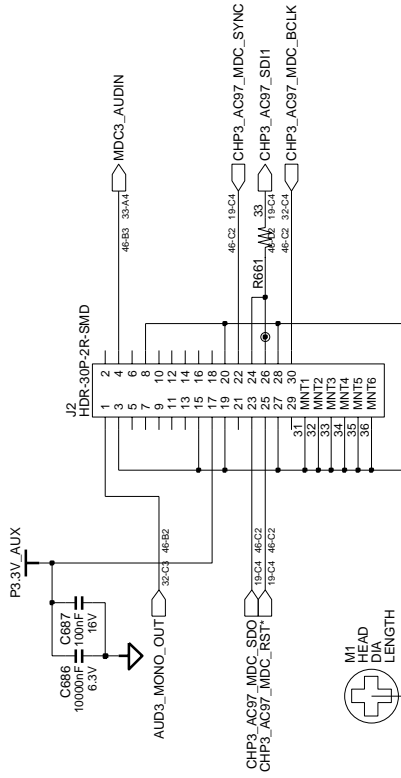 P3.3V_AUX
C686
10000nF
6.3V
C687
100nF
16V
J2
HDR-30P-2R-SMD
1 2
3 4
5 6
7 8
9 10
11 12
13 14
15 16
17 18
19 20
21 22
23 24
25 26
27 28
29 30
31 MNT1
32 MNT2
33 MNT3
34 MNT4
35 MNT5
36 MNT6
AUD3_MONO_OUT
32-C3 46-B2
CHP3_AC97_MDC_SDO
19-C4 46-C2
CHP3_AC97_MDC_RST*
19-C4 46-C2
46-B3 33-A4
MDC3_AUDIN
46-C2 19-C4
CHP3_AC97_MDC_SYNC
R661
33
46-C2 19-C4
CHP3_AC97_SDI1
46-C2 32-C4
CHP3_AC97_MDC_BCLK
M1
HEAD
DIA
LENGTH